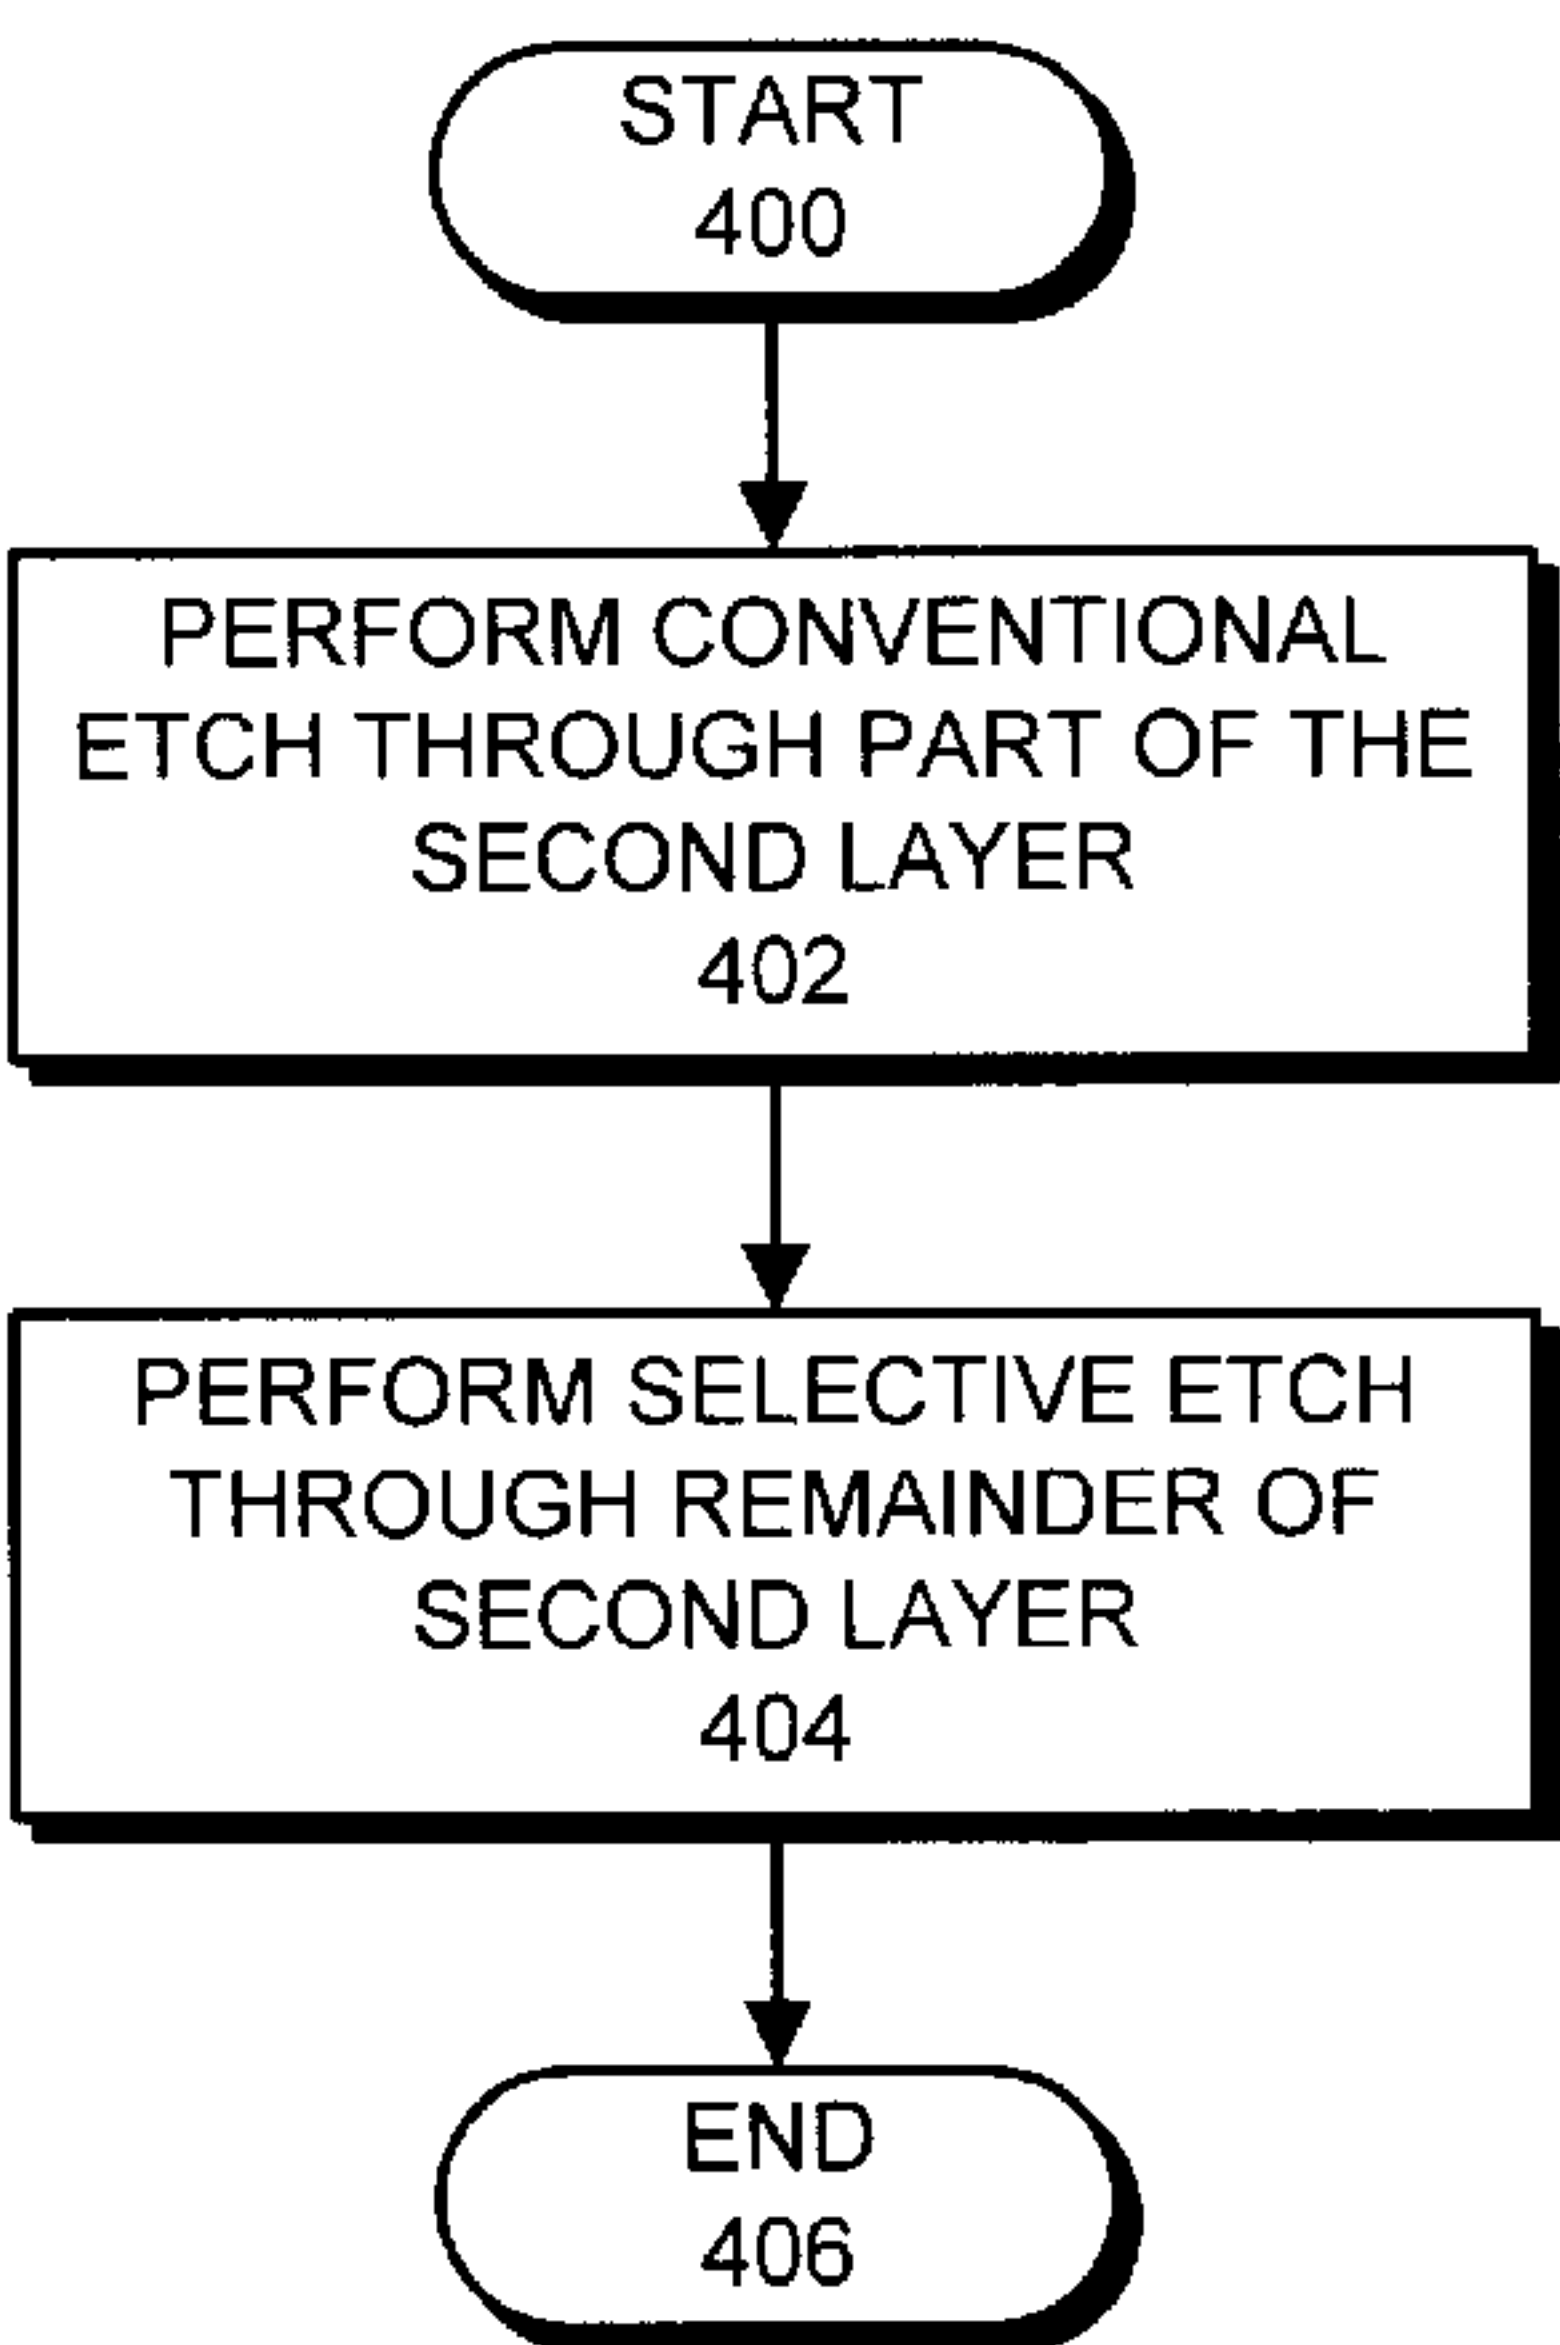 START
400
PERFORM CONVENTIONAL
ETCH THROUGH PART OF THE
SECOND LAYER
402
PERFORM SELECTIVE ETCH
THROUGH REMAINDER OF
SECOND LAYER
404
END
406